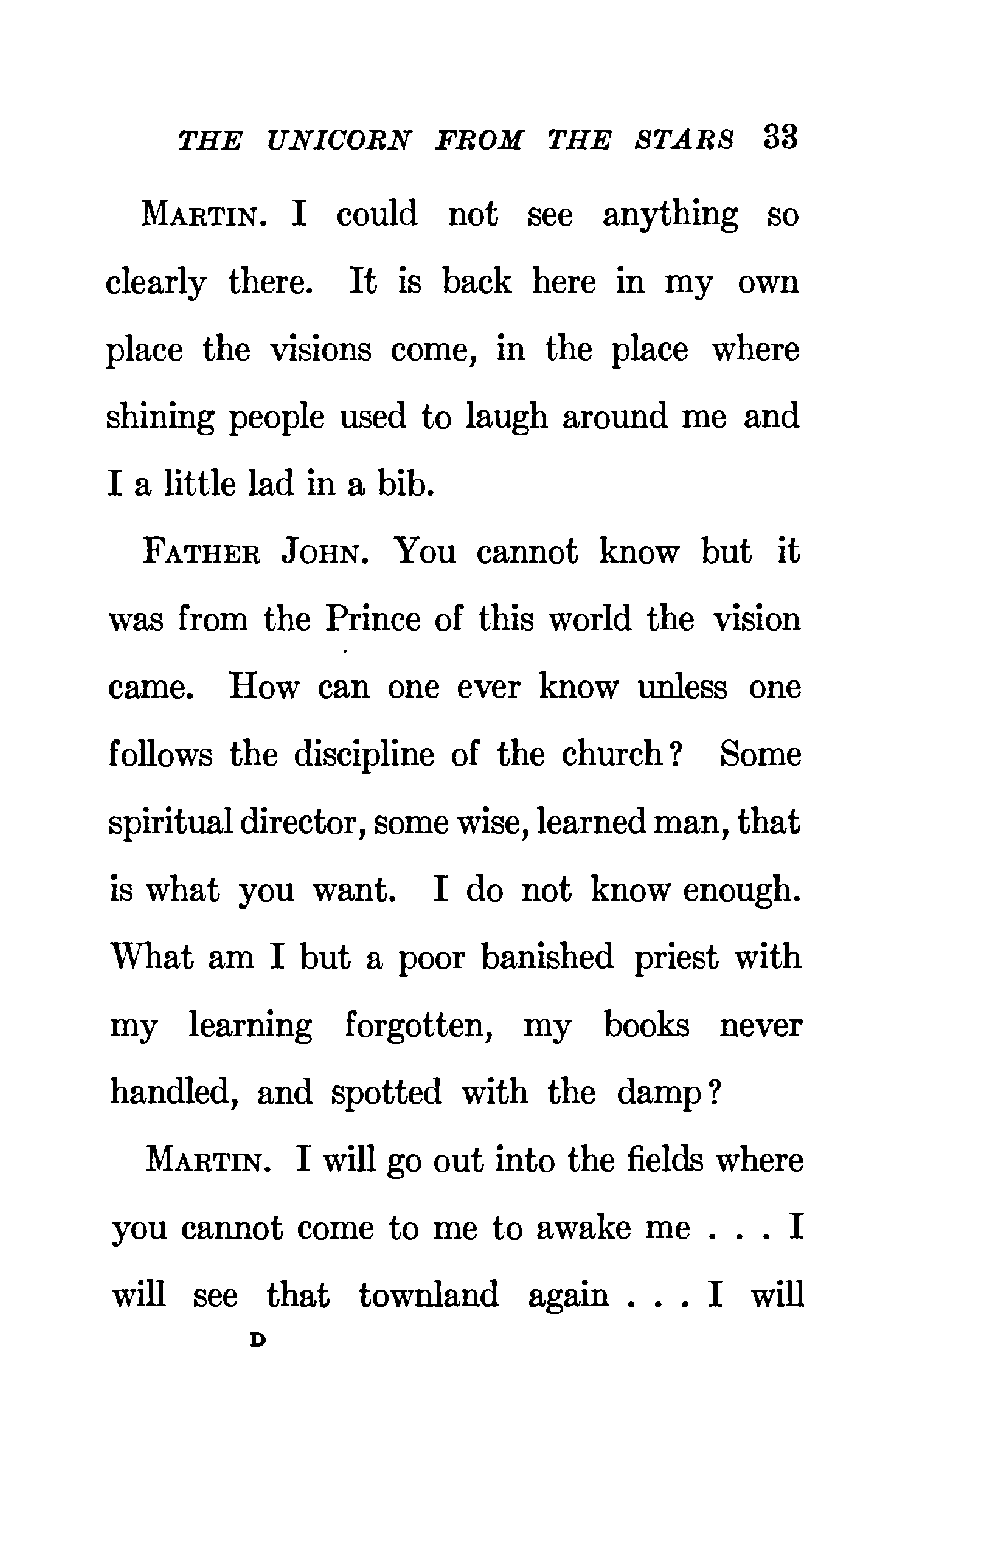 THE UNICORN FROM THE STARS 33
MARTIN. I could not see anything so
clearly there. It is back here in my own
place the visions come, in the place where
shining people used to laugh around me and
I a little lad in a bib.
FATHER JOHN. You cannot know but it
was from the Prince of this world the vision
came. How can one ever know unless one
follows the discipline of the church? Some
spiritual director, some wise, learned man, that
is what you want. I do not know enough.
What am I but a poor banished priest with
my learning forgotten, my books never
handled, and spotted with the damp?
MARTIN. I will go out into the fields where
you cannot come to me to awake me . . . I
will see that townland again . . . I will
D